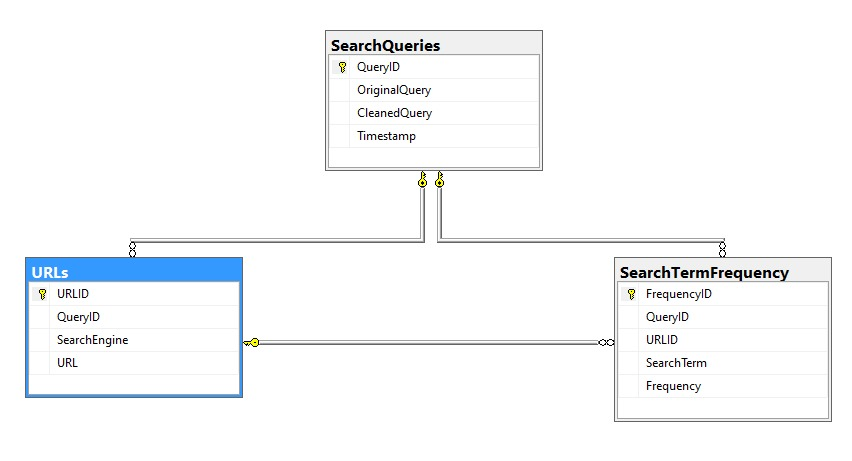 SearchQueries
QueryID
OriginalQuery
CleanedQuery
Timestamp
URLs
URLID
QueryID
SearchEngine
URL
SearchTermFrequency
FrequencyID
QueryID
URLID
SearchTerm
Frequency